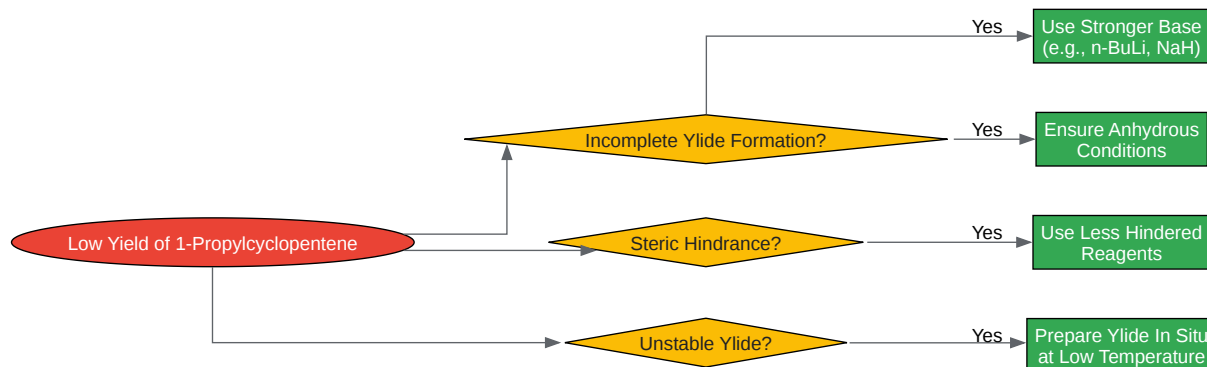 Yes
Use Stronger Base
(e.g., n-BuLi, NaH)
Incomplete Ylide Formation?
Yes
Ensure Anhydrous
Conditions
Low Yield of 1-Propylcyclopentene
Steric Hindrance?
Yes
Use Less Hindered
Reagents
Unstable Ylide?
Yes
Prepare Ylide In Situ
at Low Temperature